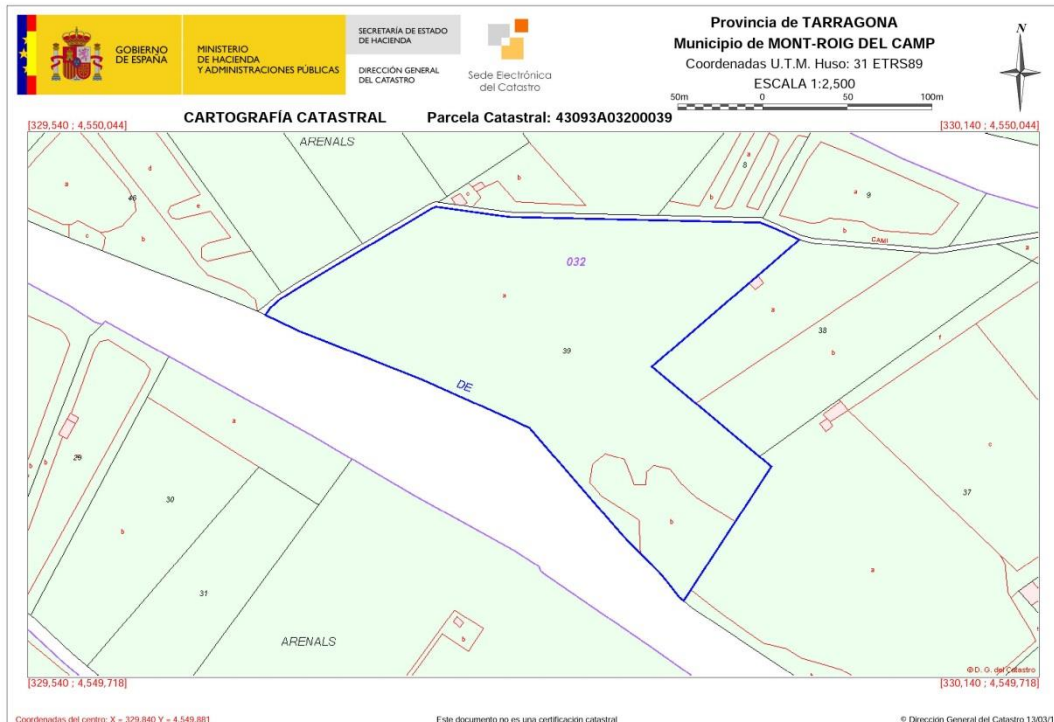 GOBIERNO
DE ESPAÑA
MINISTERIO
DE HACIENDA
Y ADMINISTRACIONES PÚBLICAS
SECRETARÍA DE ESTADO
DE HACIENDA
DIRECCIÓN GENERAL
DEL CATASTRO
Sede Electrónica
del Catastro
Provincia de TARRAGONA
Municipio de MONT-ROIG DEL CAMP
Coordenadas U.T.M. Huso: 31 ETRS89
ESCALA 1:2,500
50m 0 50 100m
N
CARTOGRAFÍA CATASTRAL Parcela Catastral: 43093A03200039
[329,540 ; 4,550,044]
[330,140 ; 4,550,044]
ARENALS
a
d
46
e
b
c
c
b
8
a
b
a
9
b
CAMI
a
032
a
39
DE
a
38
b
f
a
29
b
b
30
b
31
c
37
b
a
ARENALS
b
© D. G. del Catastro
[329,540 ; 4,549,718]
[330,140 ; 4,549,718]
Coordenadas del centro: X = 329,840 Y = 4,549,881
Este documento no es una certificación catastral
© Dirección General del Catastro 13/03/1